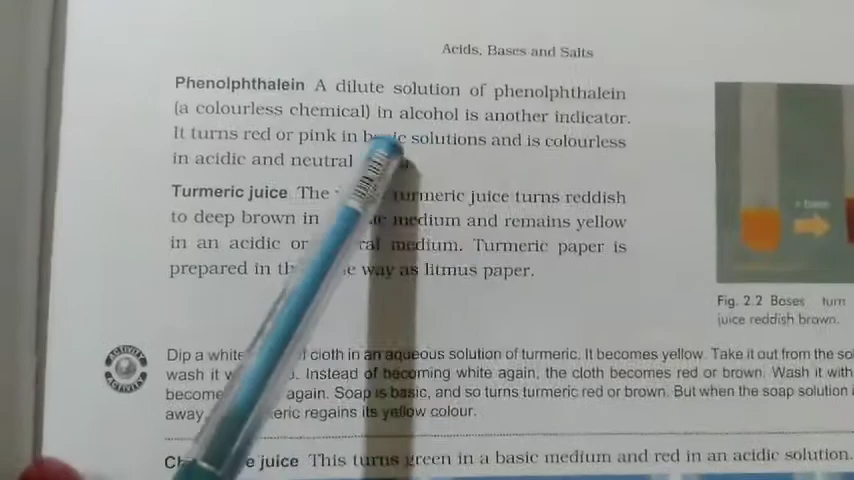 Acids, Bases and Salts
Phenolphthalein A dilute solution of phenolphthalein
(a colourless chemical) in alcohol is another indicator.
It turns red or pink in basic solutions and is colourless
in acidic and neutral
Turmeric juice The turmeric juice turns reddish
to deep brown in medium and remains yellow
in an acidic or medium. Turmeric paper is
prepared in way as litmus paper.
+ base
Fig. 2.2 Bases turn
juice reddish brown.
ACTIVITY
ACTIVITY
Dip a white cloth in an aqueous solution of turmeric. It becomes yellow. Take it out from the
wash it Instead of becoming white again, the cloth becomes red or brown. Wash it with
again. Soap is basic, and so turns turmeric red or brown. But when the soap solution
away, regains its yellow colour.
juice This turns green in a basic medium and red in an acidic solution.